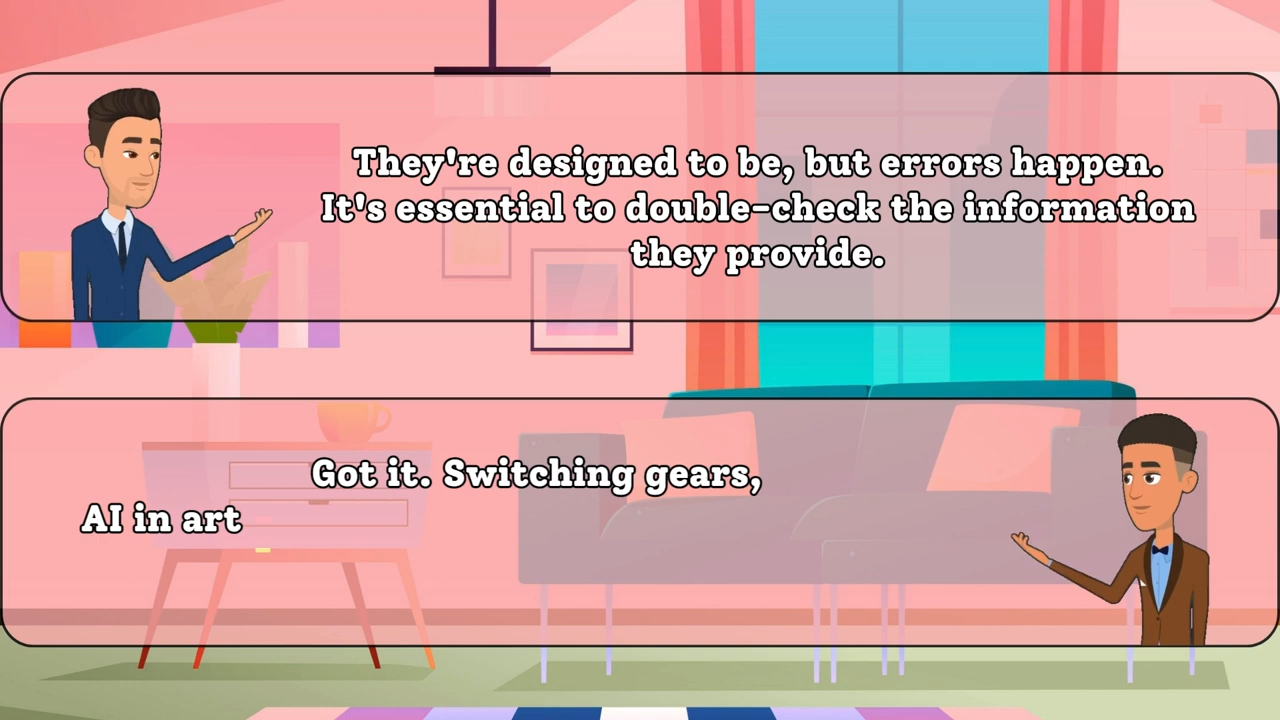 They're designed to be, but errors happen.
It's essential to double-check the information
they provide.
Got it. Switching gears,
AI in art